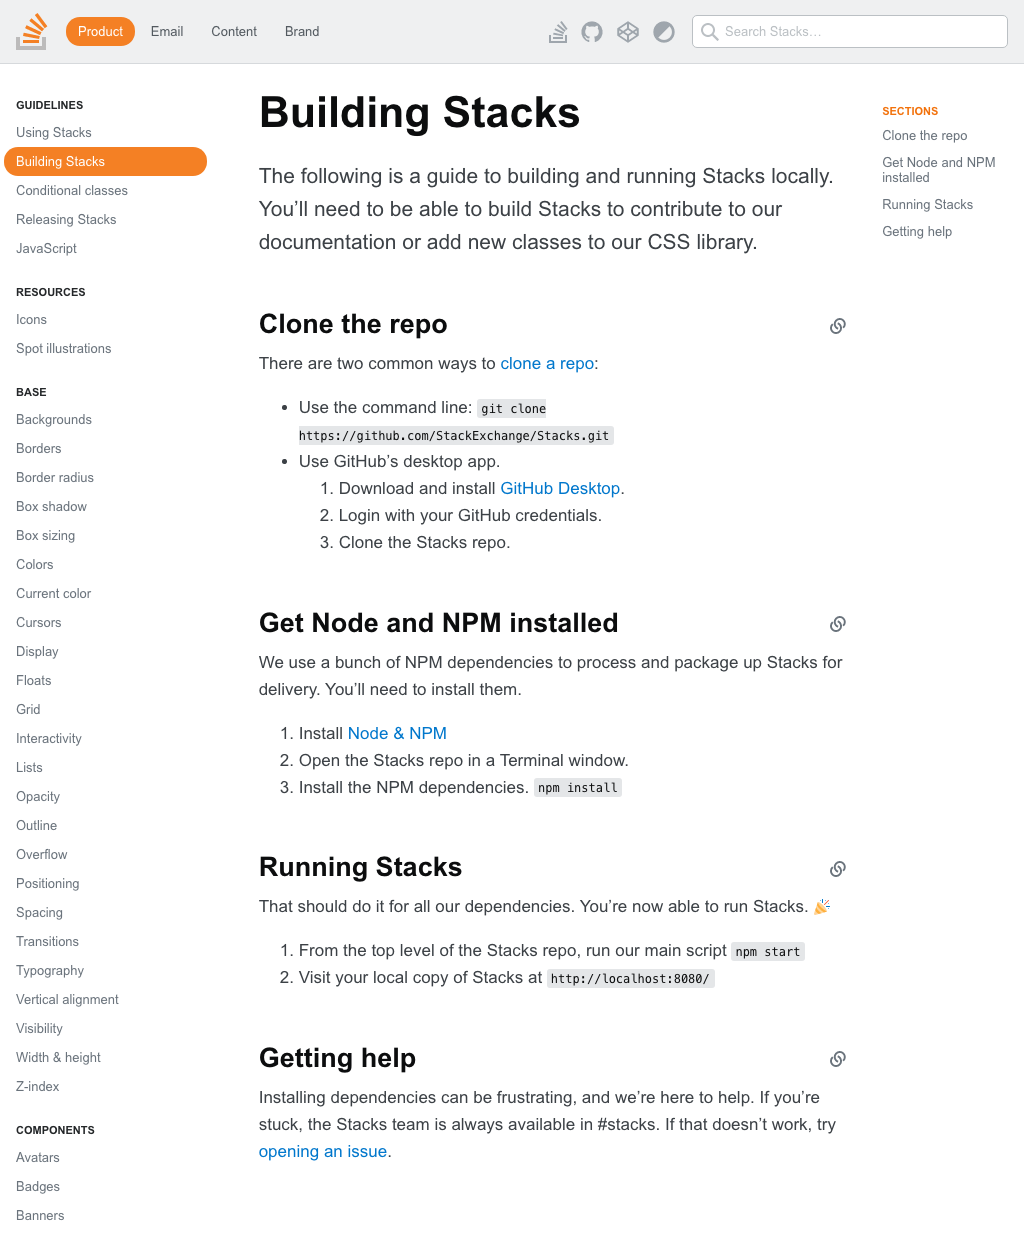 Product Email Content Brand Search Stacks…
GUIDELINES
Using Stacks
Building Stacks
Conditional classes
Releasing Stacks
JavaScript
RESOURCES
Icons
Spot illustrations
BASE
Backgrounds
Borders
Border radius
Box shadow
Box sizing
Colors
Current color
Cursors
Display
Floats
Grid
Interactivity
Lists
Opacity
Outline
Overflow
Positioning
Spacing
Transitions
Typography
Vertical alignment
Visibility
Width & height
Z-index
COMPONENTS
Avatars
Badges
Banners
Building Stacks
The following is a guide to building and running Stacks locally.
You’ll need to be able to build Stacks to contribute to our
documentation or add new classes to our CSS library.
Clone the repo
There are two common ways to clone a repo:
• Use the command line: git clone
https://github.com/StackExchange/Stacks.git
• Use GitHub’s desktop app.
1. Download and install GitHub Desktop.
2. Login with your GitHub credentials.
3. Clone the Stacks repo.
Get Node and NPM installed
We use a bunch of NPM dependencies to process and package up Stacks for
delivery. You’ll need to install them.
1. Install Node & NPM
2. Open the Stacks repo in a Terminal window.
3. Install the NPM dependencies. npm install
Running Stacks
That should do it for all our dependencies. You’re now able to run Stacks. 🎉
1. From the top level of the Stacks repo, run our main script npm start
2. Visit your local copy of Stacks at http://localhost:8080/
Getting help
Installing dependencies can be frustrating, and we’re here to help. If you’re
stuck, the Stacks team is always available in #stacks. If that doesn’t work, try
opening an issue.
SECTIONS
Clone the repo
Get Node and NPM
installed
Running Stacks
Getting help